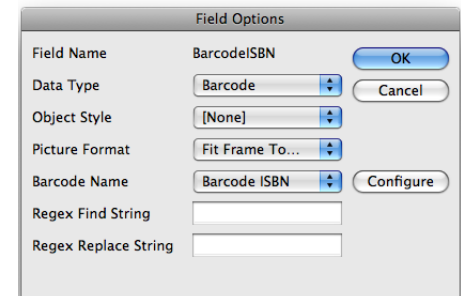 Field Options
Field Name BarcodeISBN OK
Data Type Barcode Cancel
Object Style [None]
Picture Format Fit Frame To...
Barcode Name Barcode ISBN Configure
Regex Find String
Regex Replace String